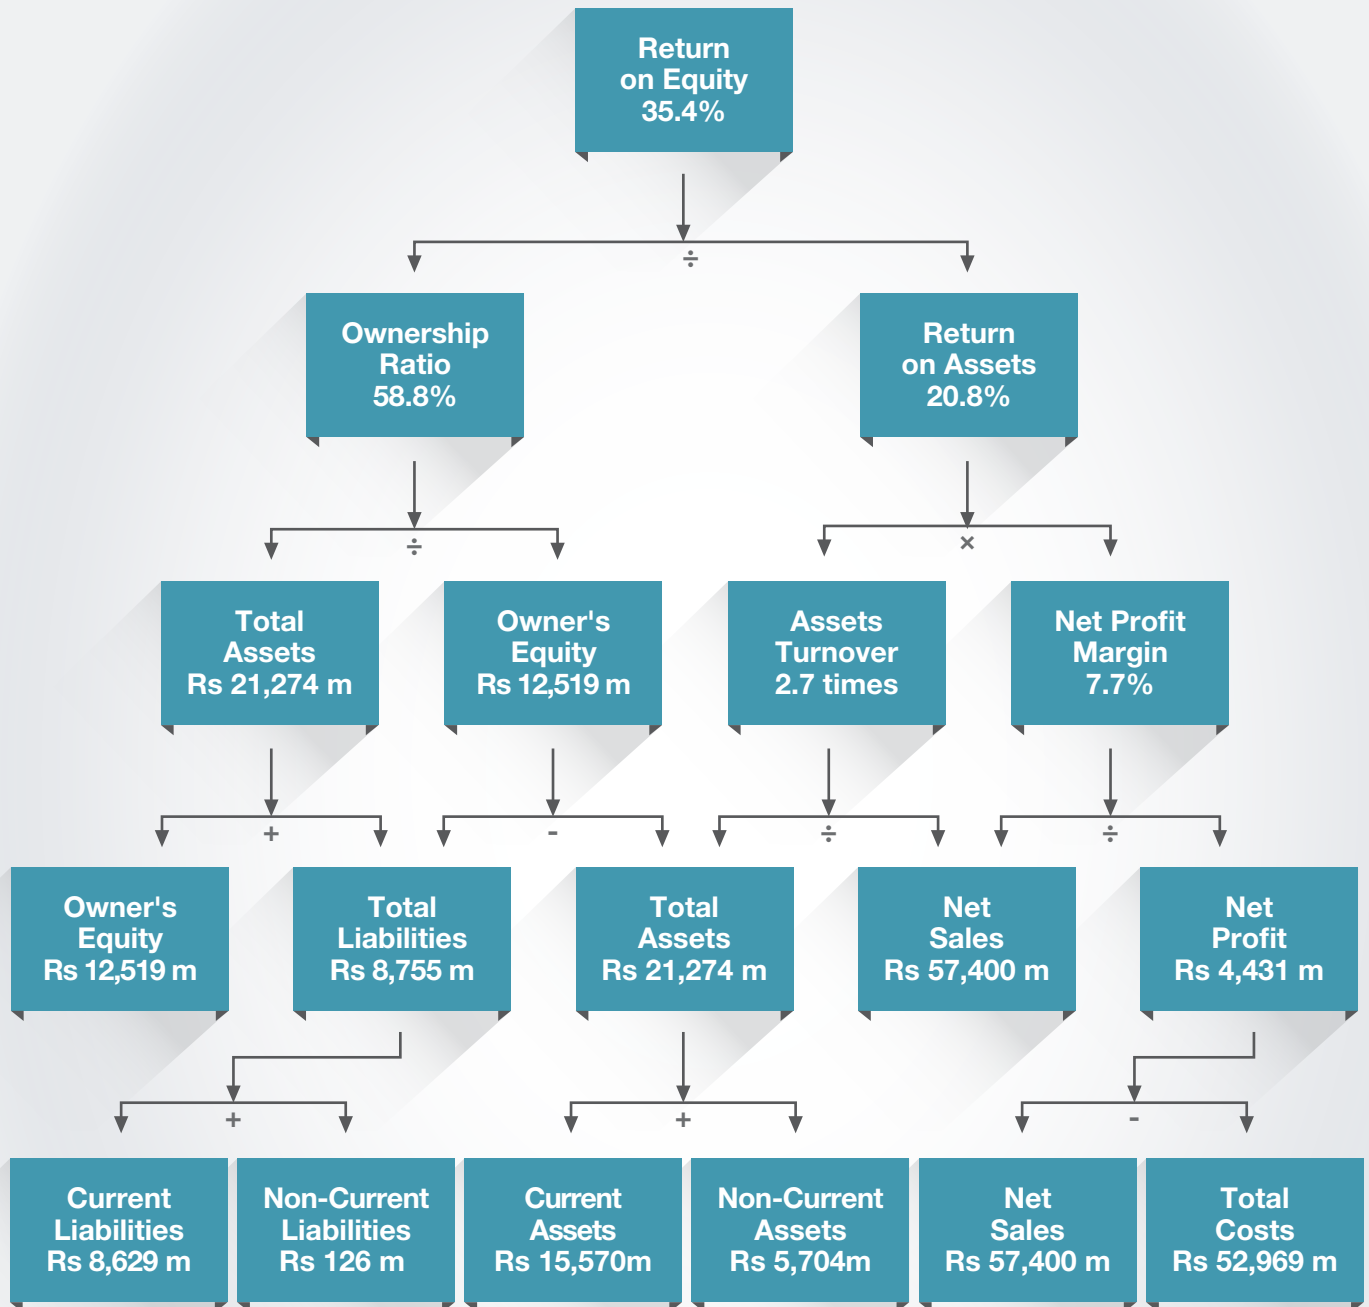 Return
on Equity
35.4%
÷
Ownership
Ratio
58.8%
Return
on Assets
20.8%
÷
×
Total
Assets
Rs 21,274 m
Owner's
Equity
Rs 12,519 m
Assets
Turnover
2.7 times
Net Profit
Margin
7.7%
+
-
÷
÷
Owner's
Equity
Rs 12,519 m
Total
Liabilities
Rs 8,755 m
Total
Assets
Rs 21,274 m
Net
Sales
Rs 57,400 m
Net
Profit
Rs 4,431 m
+
+
-
Current
Liabilities
Rs 8,629 m
Non-Current
Liabilities
Rs 126 m
Current
Assets
Rs 15,570m
Non-Current
Assets
Rs 5,704m
Net
Sales
Rs 57,400 m
Total
Costs
Rs 52,969 m